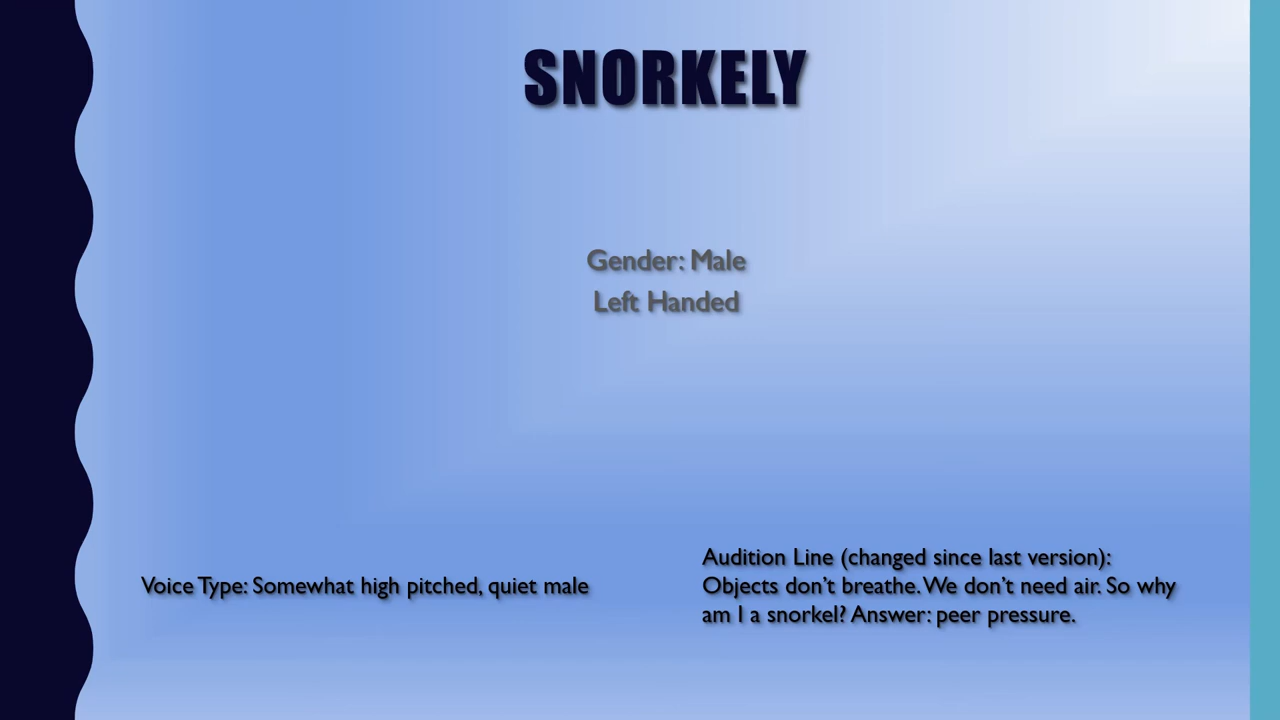 SNORKELY
Gender: Male
Left Handed
Voice Type: Somewhat high pitched, quiet male
Audition Line (changed since last version):
Objects don’t breathe. We don’t need air. So why
am I a snorkel? Answer: peer pressure.